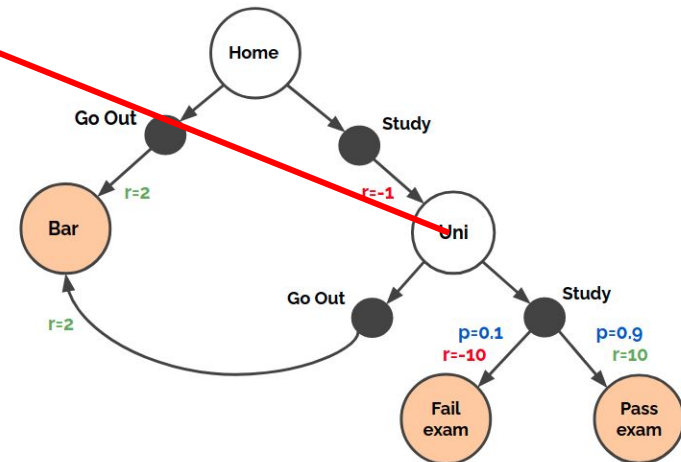 Home
Go Out
Study
r=2
r=-1
Bar
Uni
Go Out
Study
r=2
p=0.1
p=0.9
r=-10
r=10
Fail
exam
Pass
exam